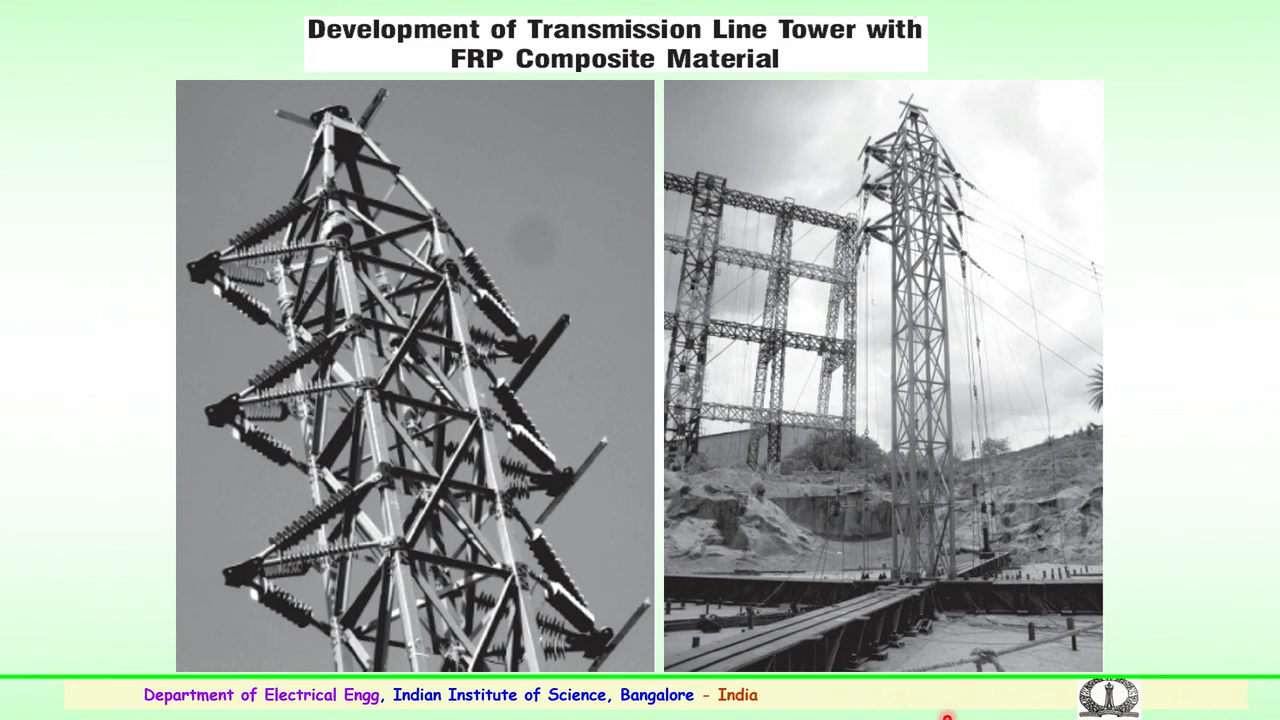 Development of Transmission Line Tower with
FRP Composite Material
Department of Electrical Engg, Indian Institute of Science, Bangalore - India